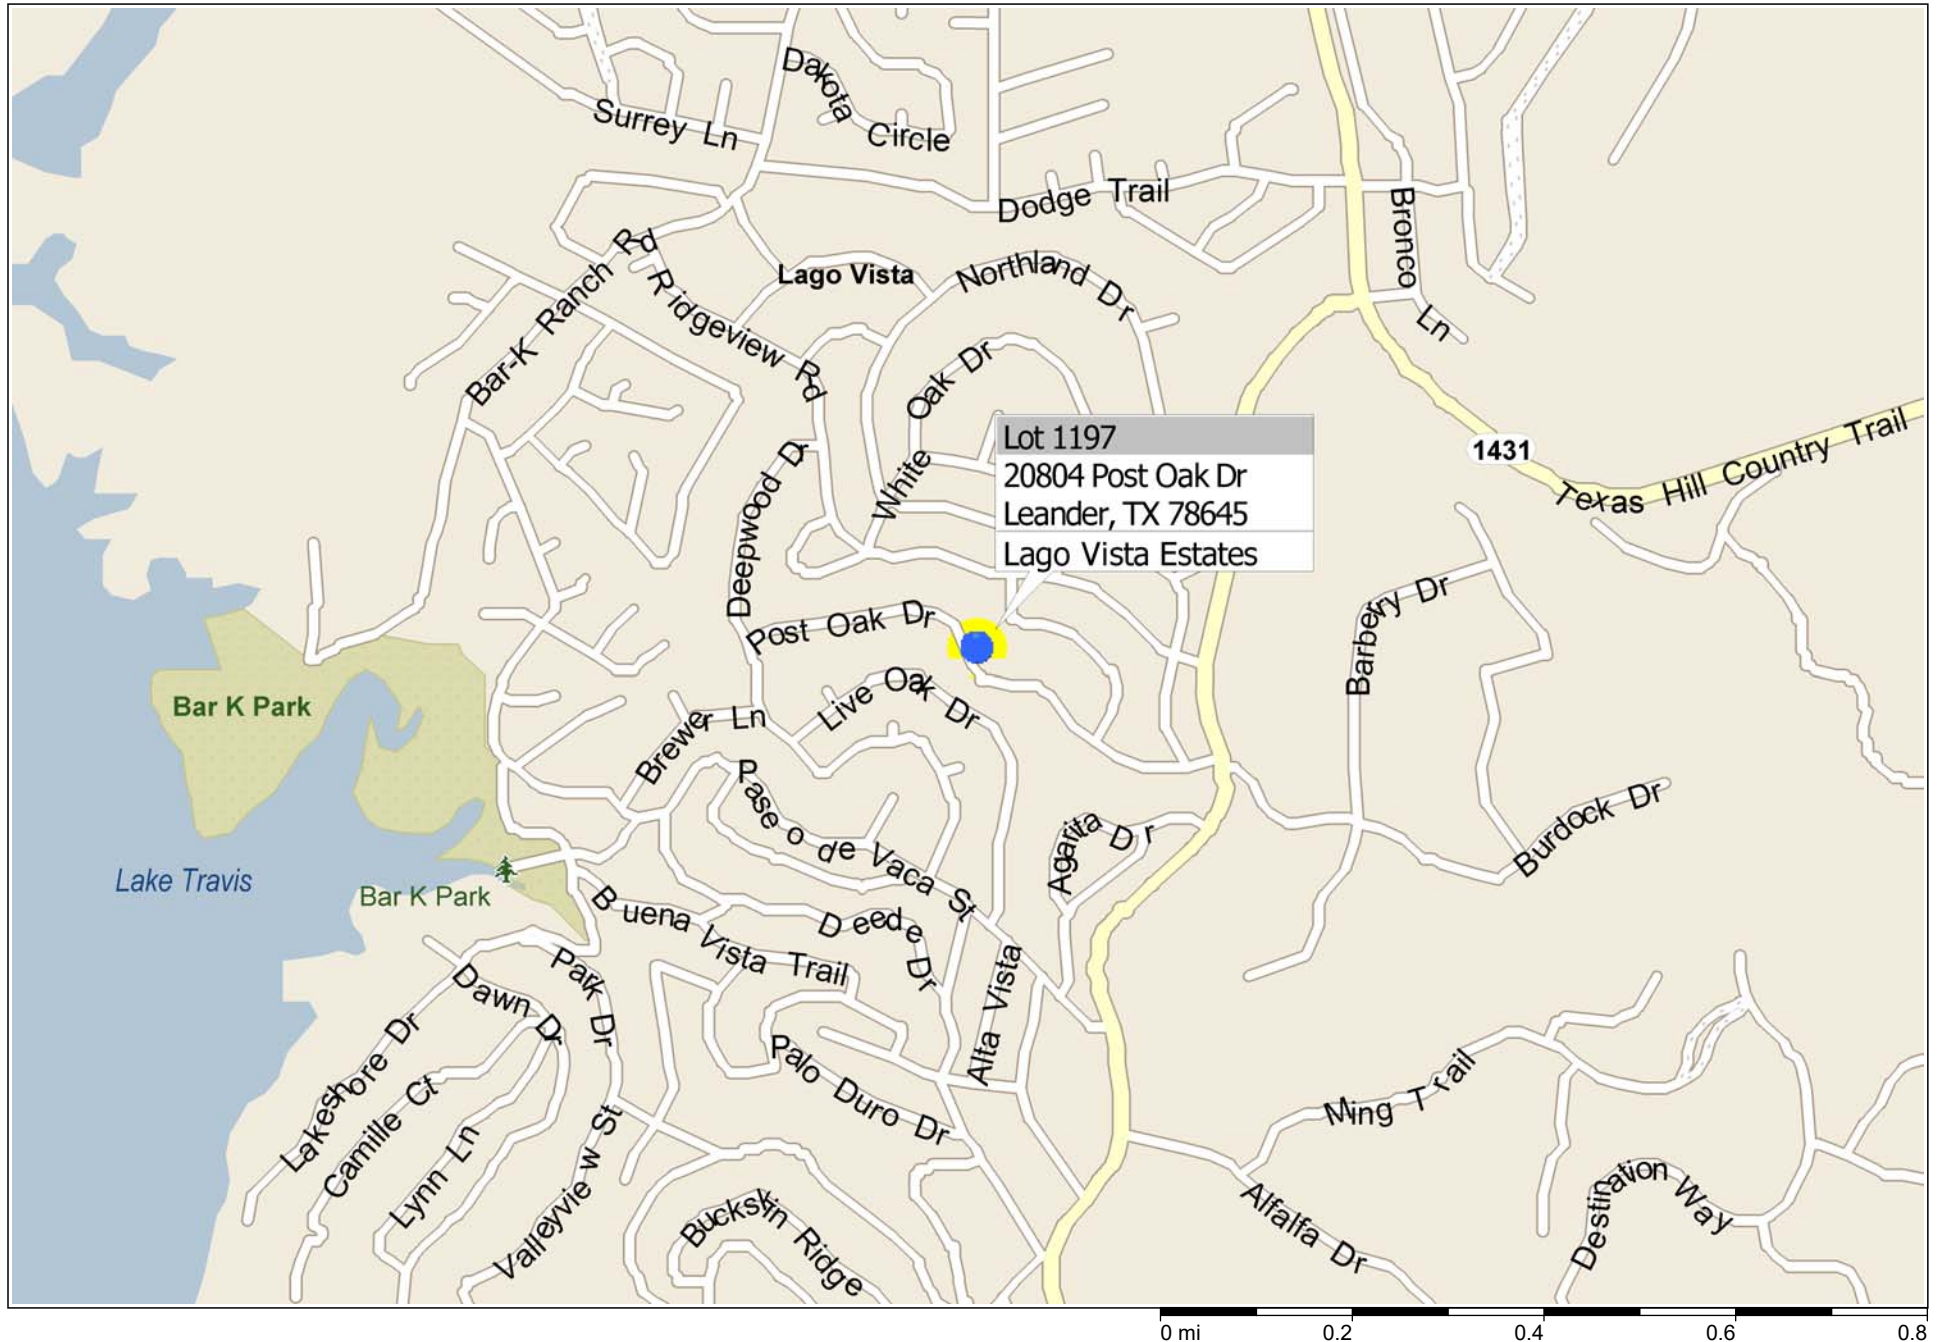 Dakota Circle
Surrey Ln
Dodge Trail
Bronco Ln
Bar-K Ranch Rd
Ridgeview Rd
Lago Vista
Northland Dr
White Oak Dr
Lot 1197
20804 Post Oak Dr
Leander, TX 78645
Lago Vista Estates
1431
Texas Hill Country Trail
Deepwood Dr
Post Oak Dr
Barberry Dr
Bar K Park
Live Oak Dr
Brewer Ln
Paseo de Vaca St
Agarita Dr
Burdock Dr
Lake Travis
Bar K Park
Buena Vista Trail
Deede Dr
Park Dr
Dawn Dr
Alta Vista
Lakeshore Dr
Camille Ct
Lynn Ln
Valleyview St
Palo Duro Dr
Ming Trail
Buckskin Ridge
Alfalfa Dr
Destination Way
0 mi 0.2 0.4 0.6 0.8